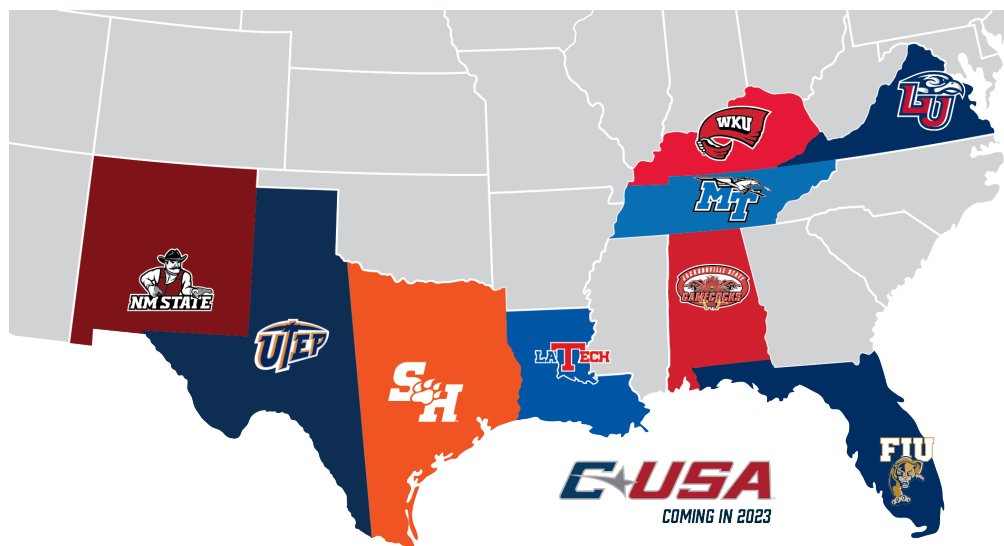 LU
WKU
MT
JACKSONVILLE STATE
GAMECOCKS
NM STATE
UTEP
LA TECH
SH
FIU
C USA
COMING IN 2023